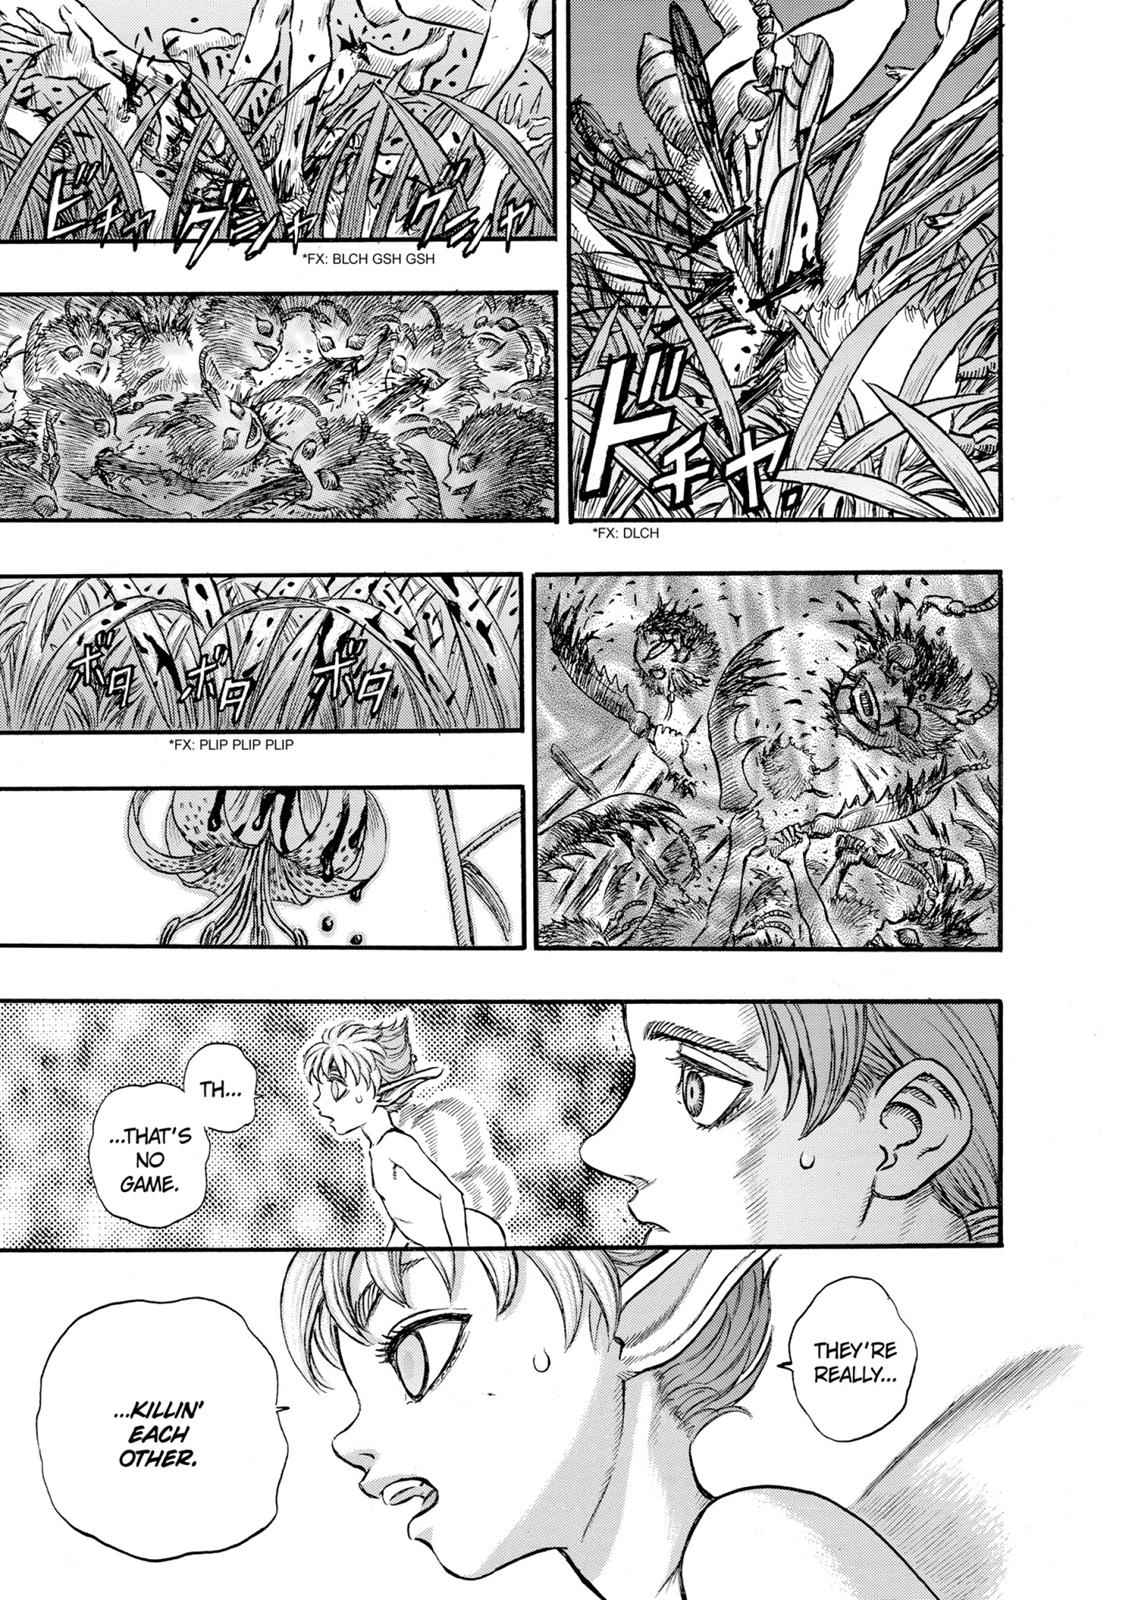 ドチャ
*FX: DLCH
ビチャ グシャ グシャ
*FX: BLCH GSH GSH
ボタ ボタ ボタ
*FX: PLIP PLIP PLIP
TH...
...THAT'S
NO
GAME.
THEY'RE
REALLY...
...KILLIN'
EACH
OTHER.